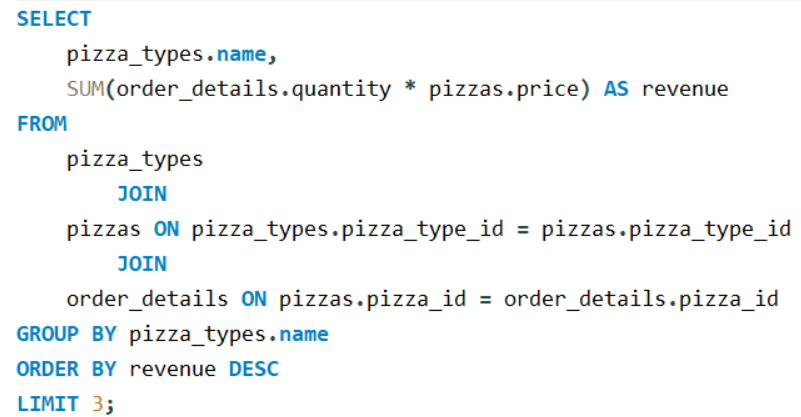 SELECT
    pizza_types.name,
    SUM(order_details.quantity * pizzas.price) AS revenue
FROM
    pizza_types
        JOIN
    pizzas ON pizza_types.pizza_type_id = pizzas.pizza_type_id
        JOIN
    order_details ON pizzas.pizza_id = order_details.pizza_id
GROUP BY pizza_types.name
ORDER BY revenue DESC
LIMIT 3;